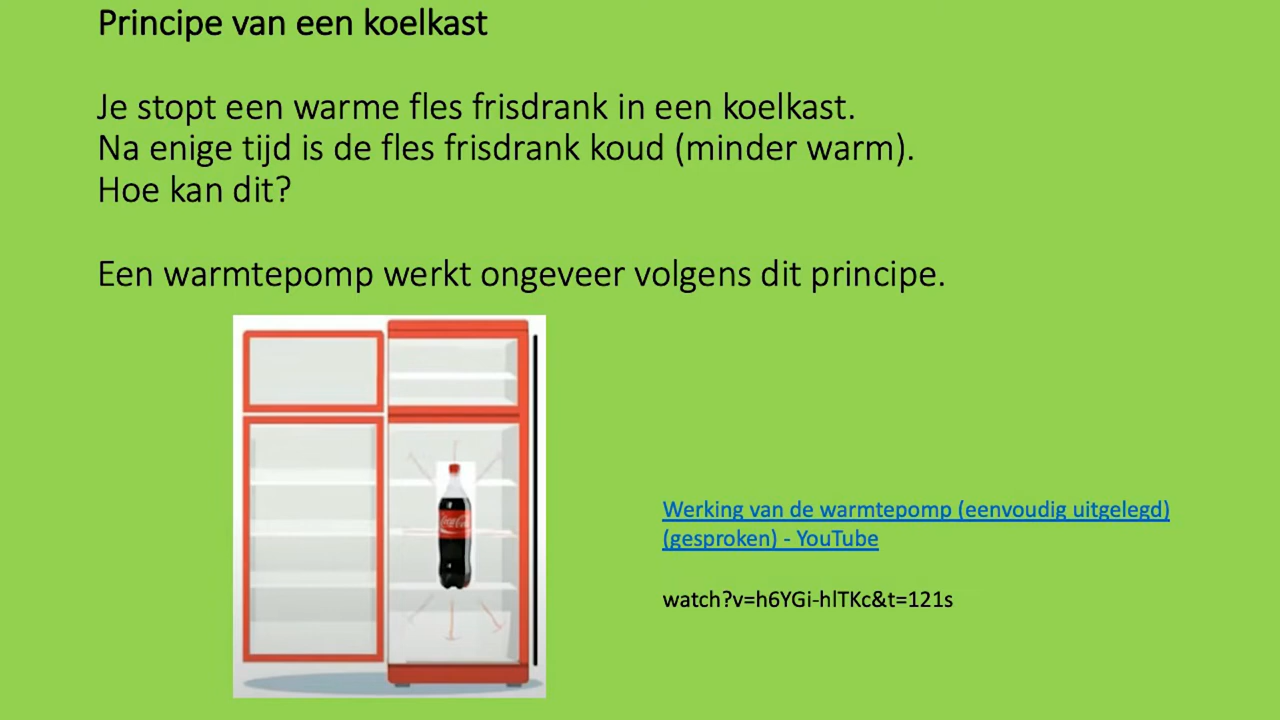 Principe van een koelkast
Je stopt een warme fles frisdrank in een koelkast.
Na enige tijd is de fles frisdrank koud (minder warm).
Hoe kan dit?
Een warmtepomp werkt ongeveer volgens dit principe.
Coca-Cola
Werking van de warmtepomp (eenvoudig uitgelegd)
(gesproken) - YouTube
watch?v=h6YGi-hlTKc&t=121s